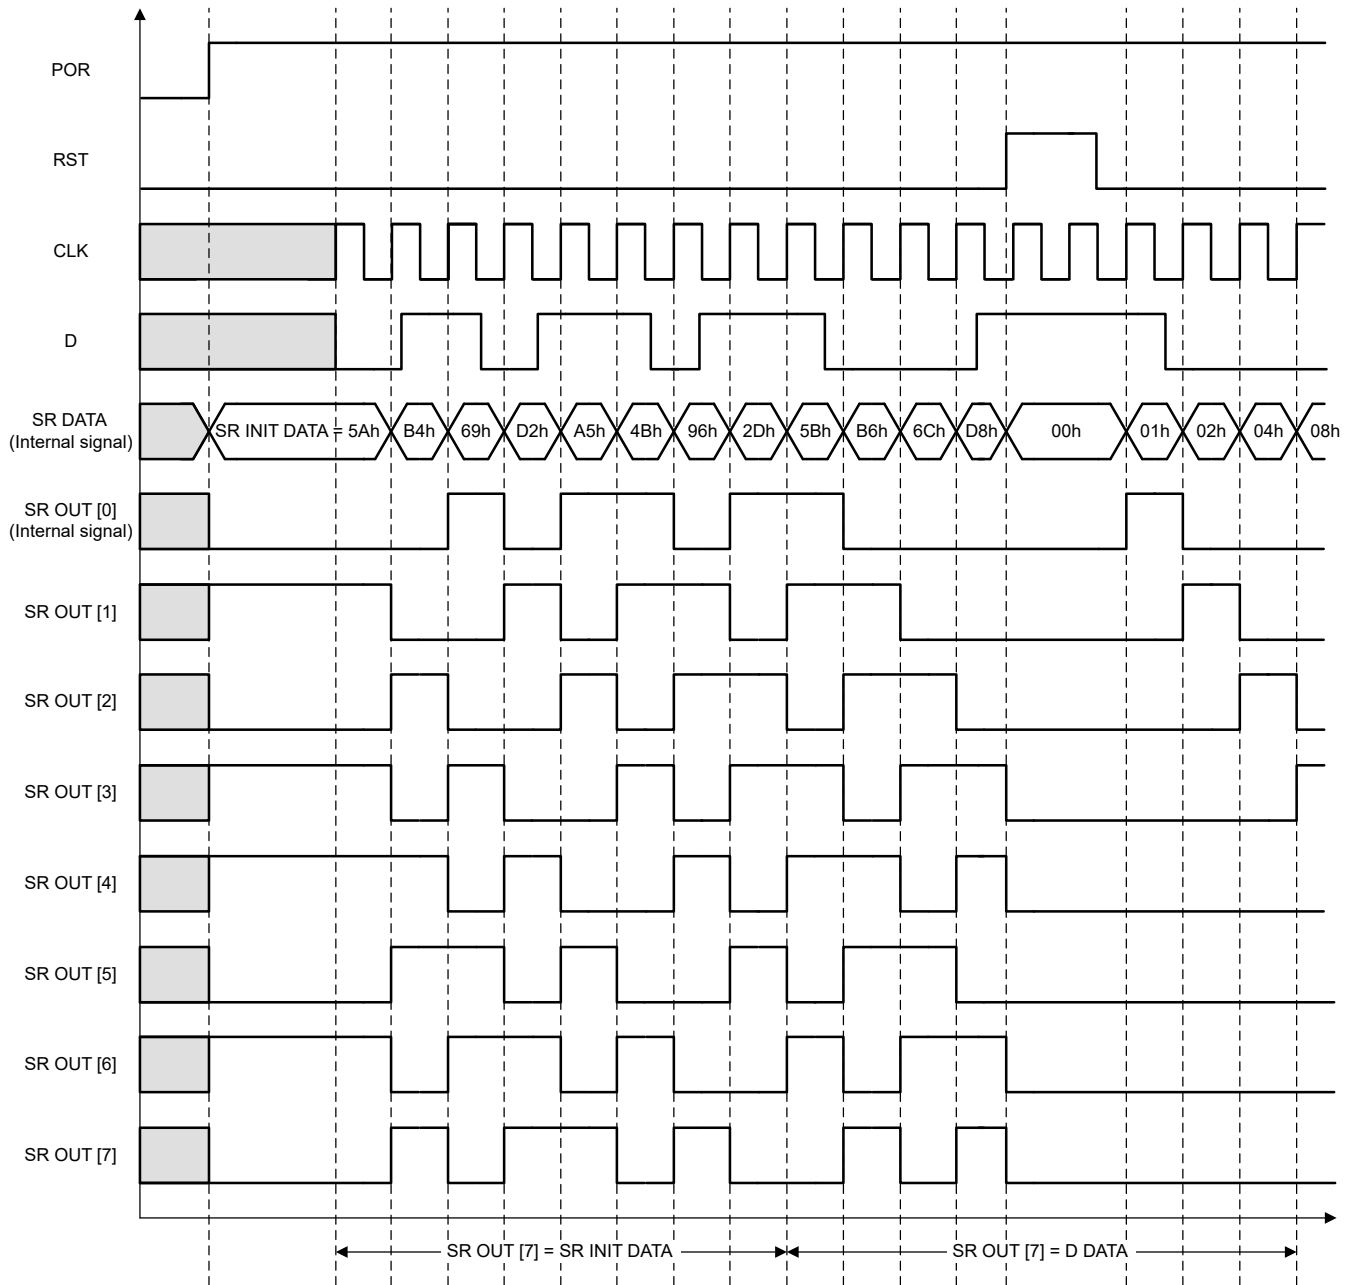 POR
RST
CLK
D
SR DATA
(Internal signal)
SR INIT DATA = 5Ah B4h 69h D2h A5h 4Bh 96h 2Dh 5Bh B6h 6Ch D8h 00h 01h 02h 04h 08h
SR OUT [0]
(Internal signal)
SR OUT [1]
SR OUT [2]
SR OUT [3]
SR OUT [4]
SR OUT [5]
SR OUT [6]
SR OUT [7]
SR OUT [7] = SR INIT DATA SR OUT [7] = D DATA